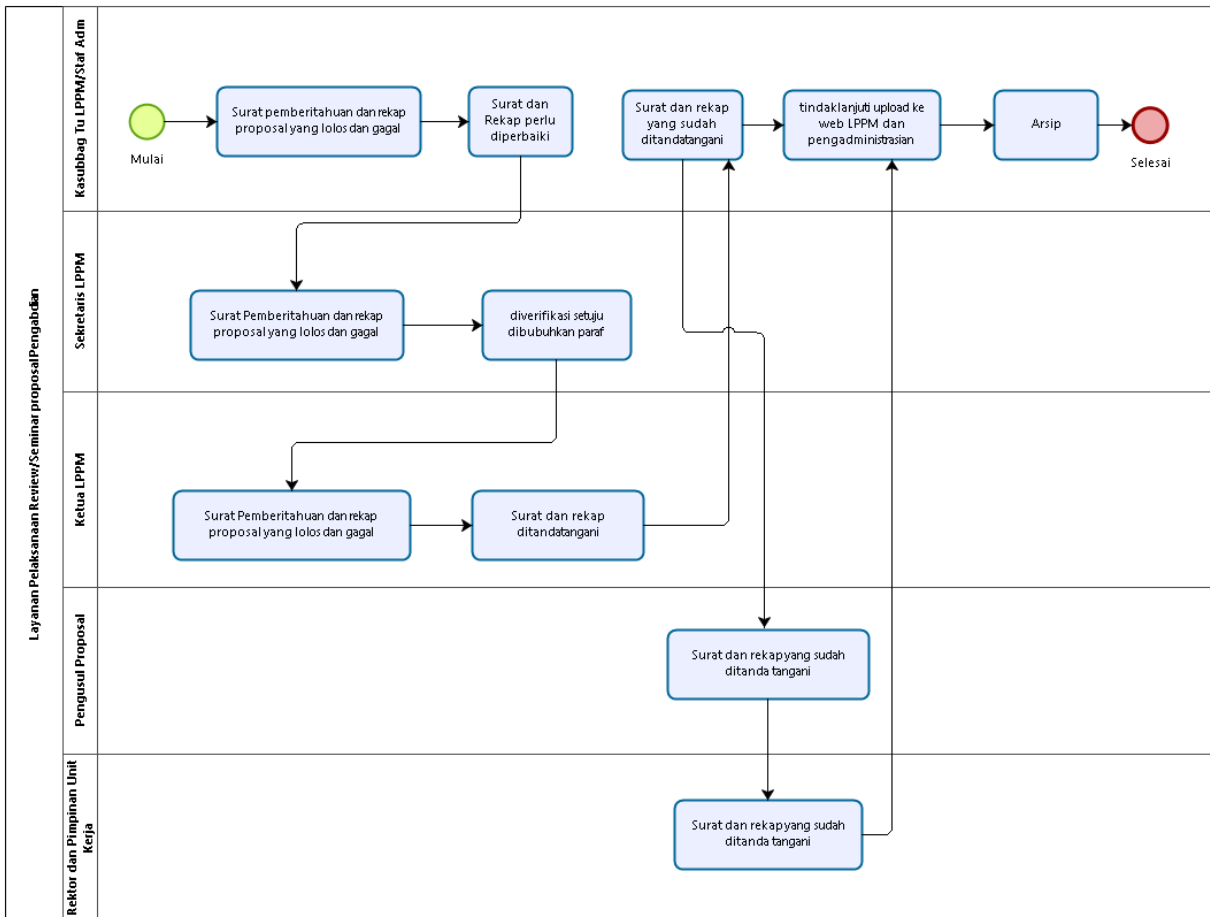 Layanan Pelaksanaan Review/Seminar proposal Pengabdian
Kasubbag Tu LPPM/Staf Adm
Mulai
Surat pemberitahuan dan rekap
proposal yang lolos dan gagal
Surat dan
Rekap perlu
diperbaiki
Surat dan rekap
yang sudah
ditandatangani
tindaklanjuti upload ke
web LPPM dan
pengadministrasian
Arsip
Selesai
Sekretaris LPPM
Surat Pemberitahuan dan rekap
proposal yang lolos dan gagal
diverifikasi setuju
dibubuhkan paraf
Ketua LPPM
Surat Pemberitahuan dan rekap
proposal yang lolos dan gagal
Surat dan rekap
ditandatangani
Pengusul Proposal
Surat dan rekap yang sudah
ditanda tangani
Rektor dan Pimpinan Unit
Kerja
Surat dan rekap yang sudah
ditanda tangani